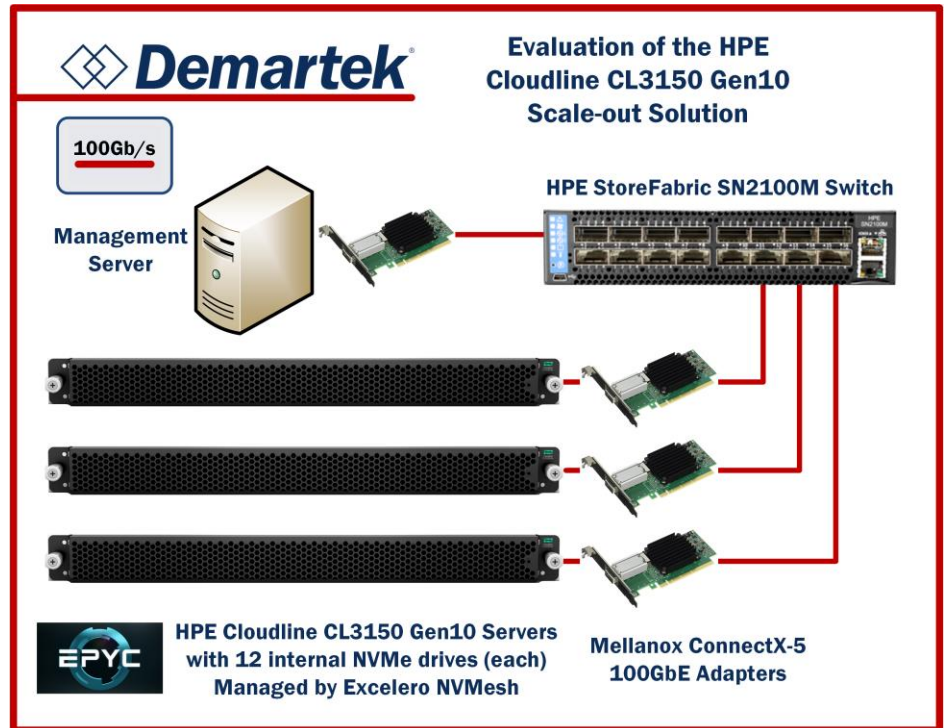 Demartek
Evaluation of the HPE
Cloudline CL3150 Gen10
Scale-out Solution
100Gb/s
HPE StoreFabric SN2100M Switch
HPE
SN2100M
Management
Server
EPYC
HPE Cloudline CL3150 Gen10 Servers
with 12 internal NVMe drives (each)
Managed by Excelero NVMesh
Mellanox ConnectX-5
100GbE Adapters